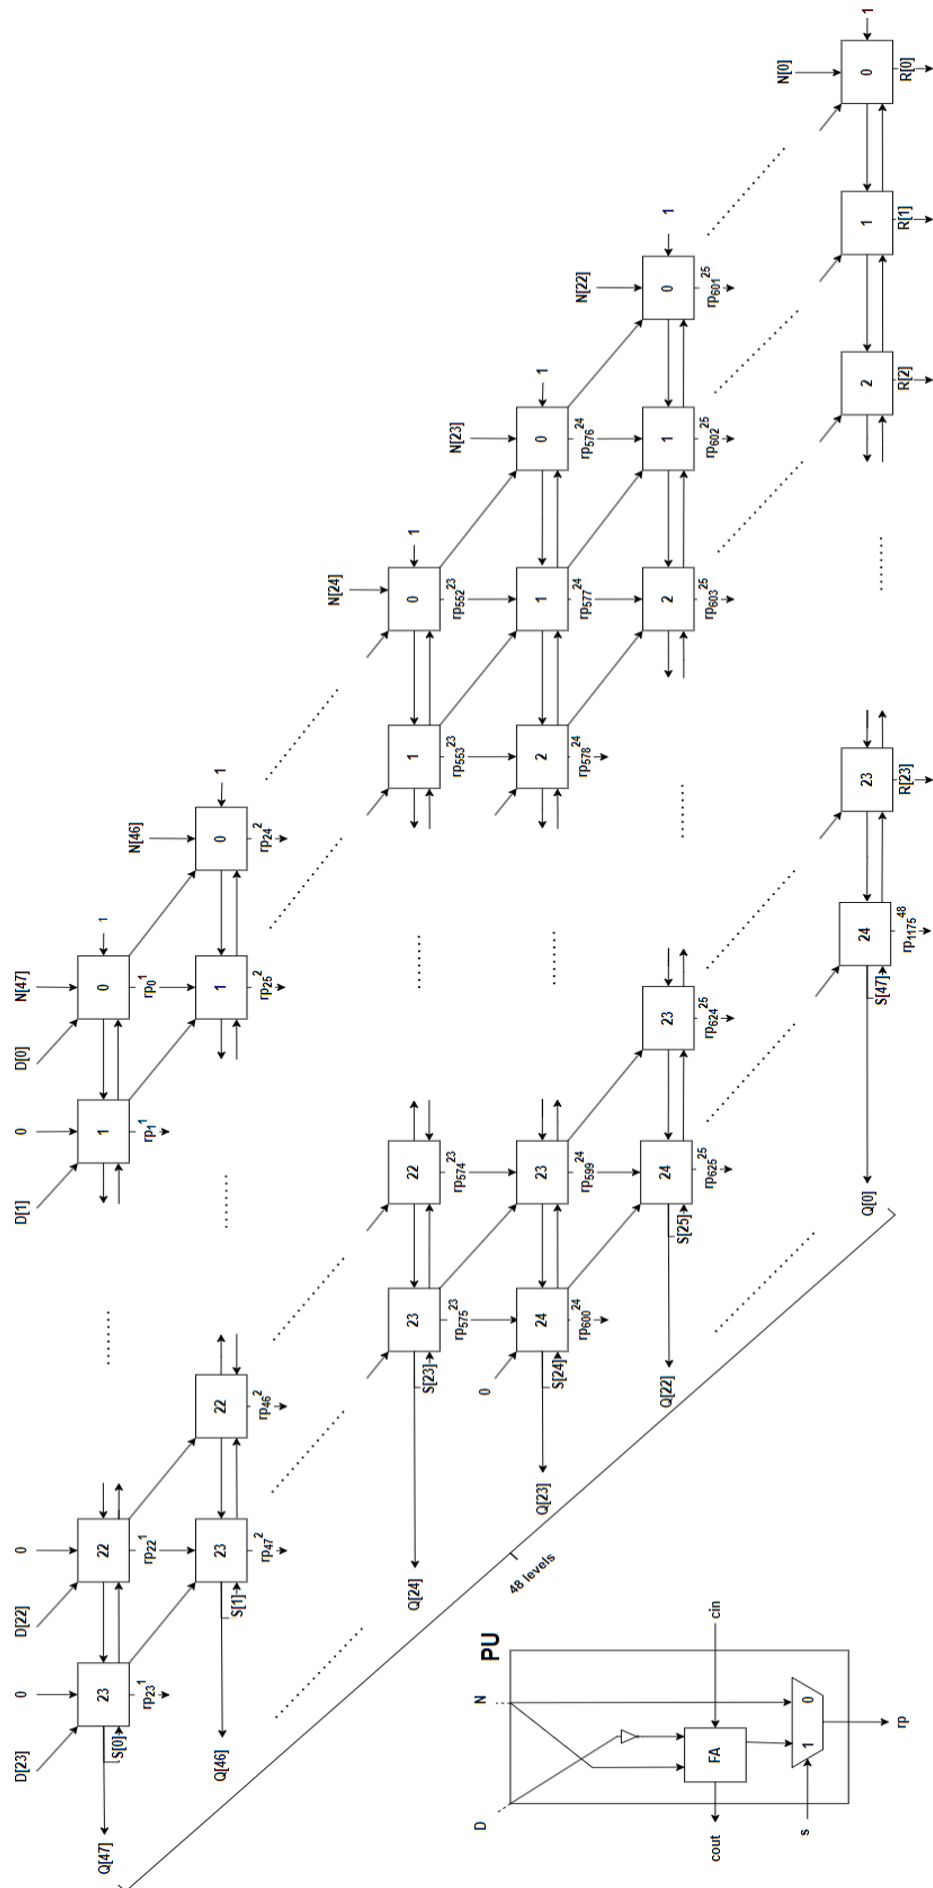 D[23] 0 D[22] 0 D[1] 0 D[0] N[47]
Q[47] 23 22 1 0 1
S[0]
rp23^1 rp22^1 rp1^1 rp0^1 N[46]
Q[46] 23 22 1 0 1
S[1]
rp47^2 rp46^2 rp25^2 rp24^2
N[24]
Q[24] 23 22 1 0 1
S[23]
rp575^23 rp574^23 rp553^23 rp552^23 N[23]
0
Q[23] 24 23 2 1 0 1
S[24]
rp600^24 rp599^24 rp578^24 rp577^24 rp576^24 N[22]
Q[22] 24 23 2 1 0 1
S[25]
rp625^25 rp624^25 rp603^25 rp602^25 rp601^25
N[0]
Q[0] 24 23 2 1 0 1
S[47]
rp1175^48 R[23] R[2] R[1] R[0]
48 levels
PU
D N
FA
cout cin
s 1 0
rp